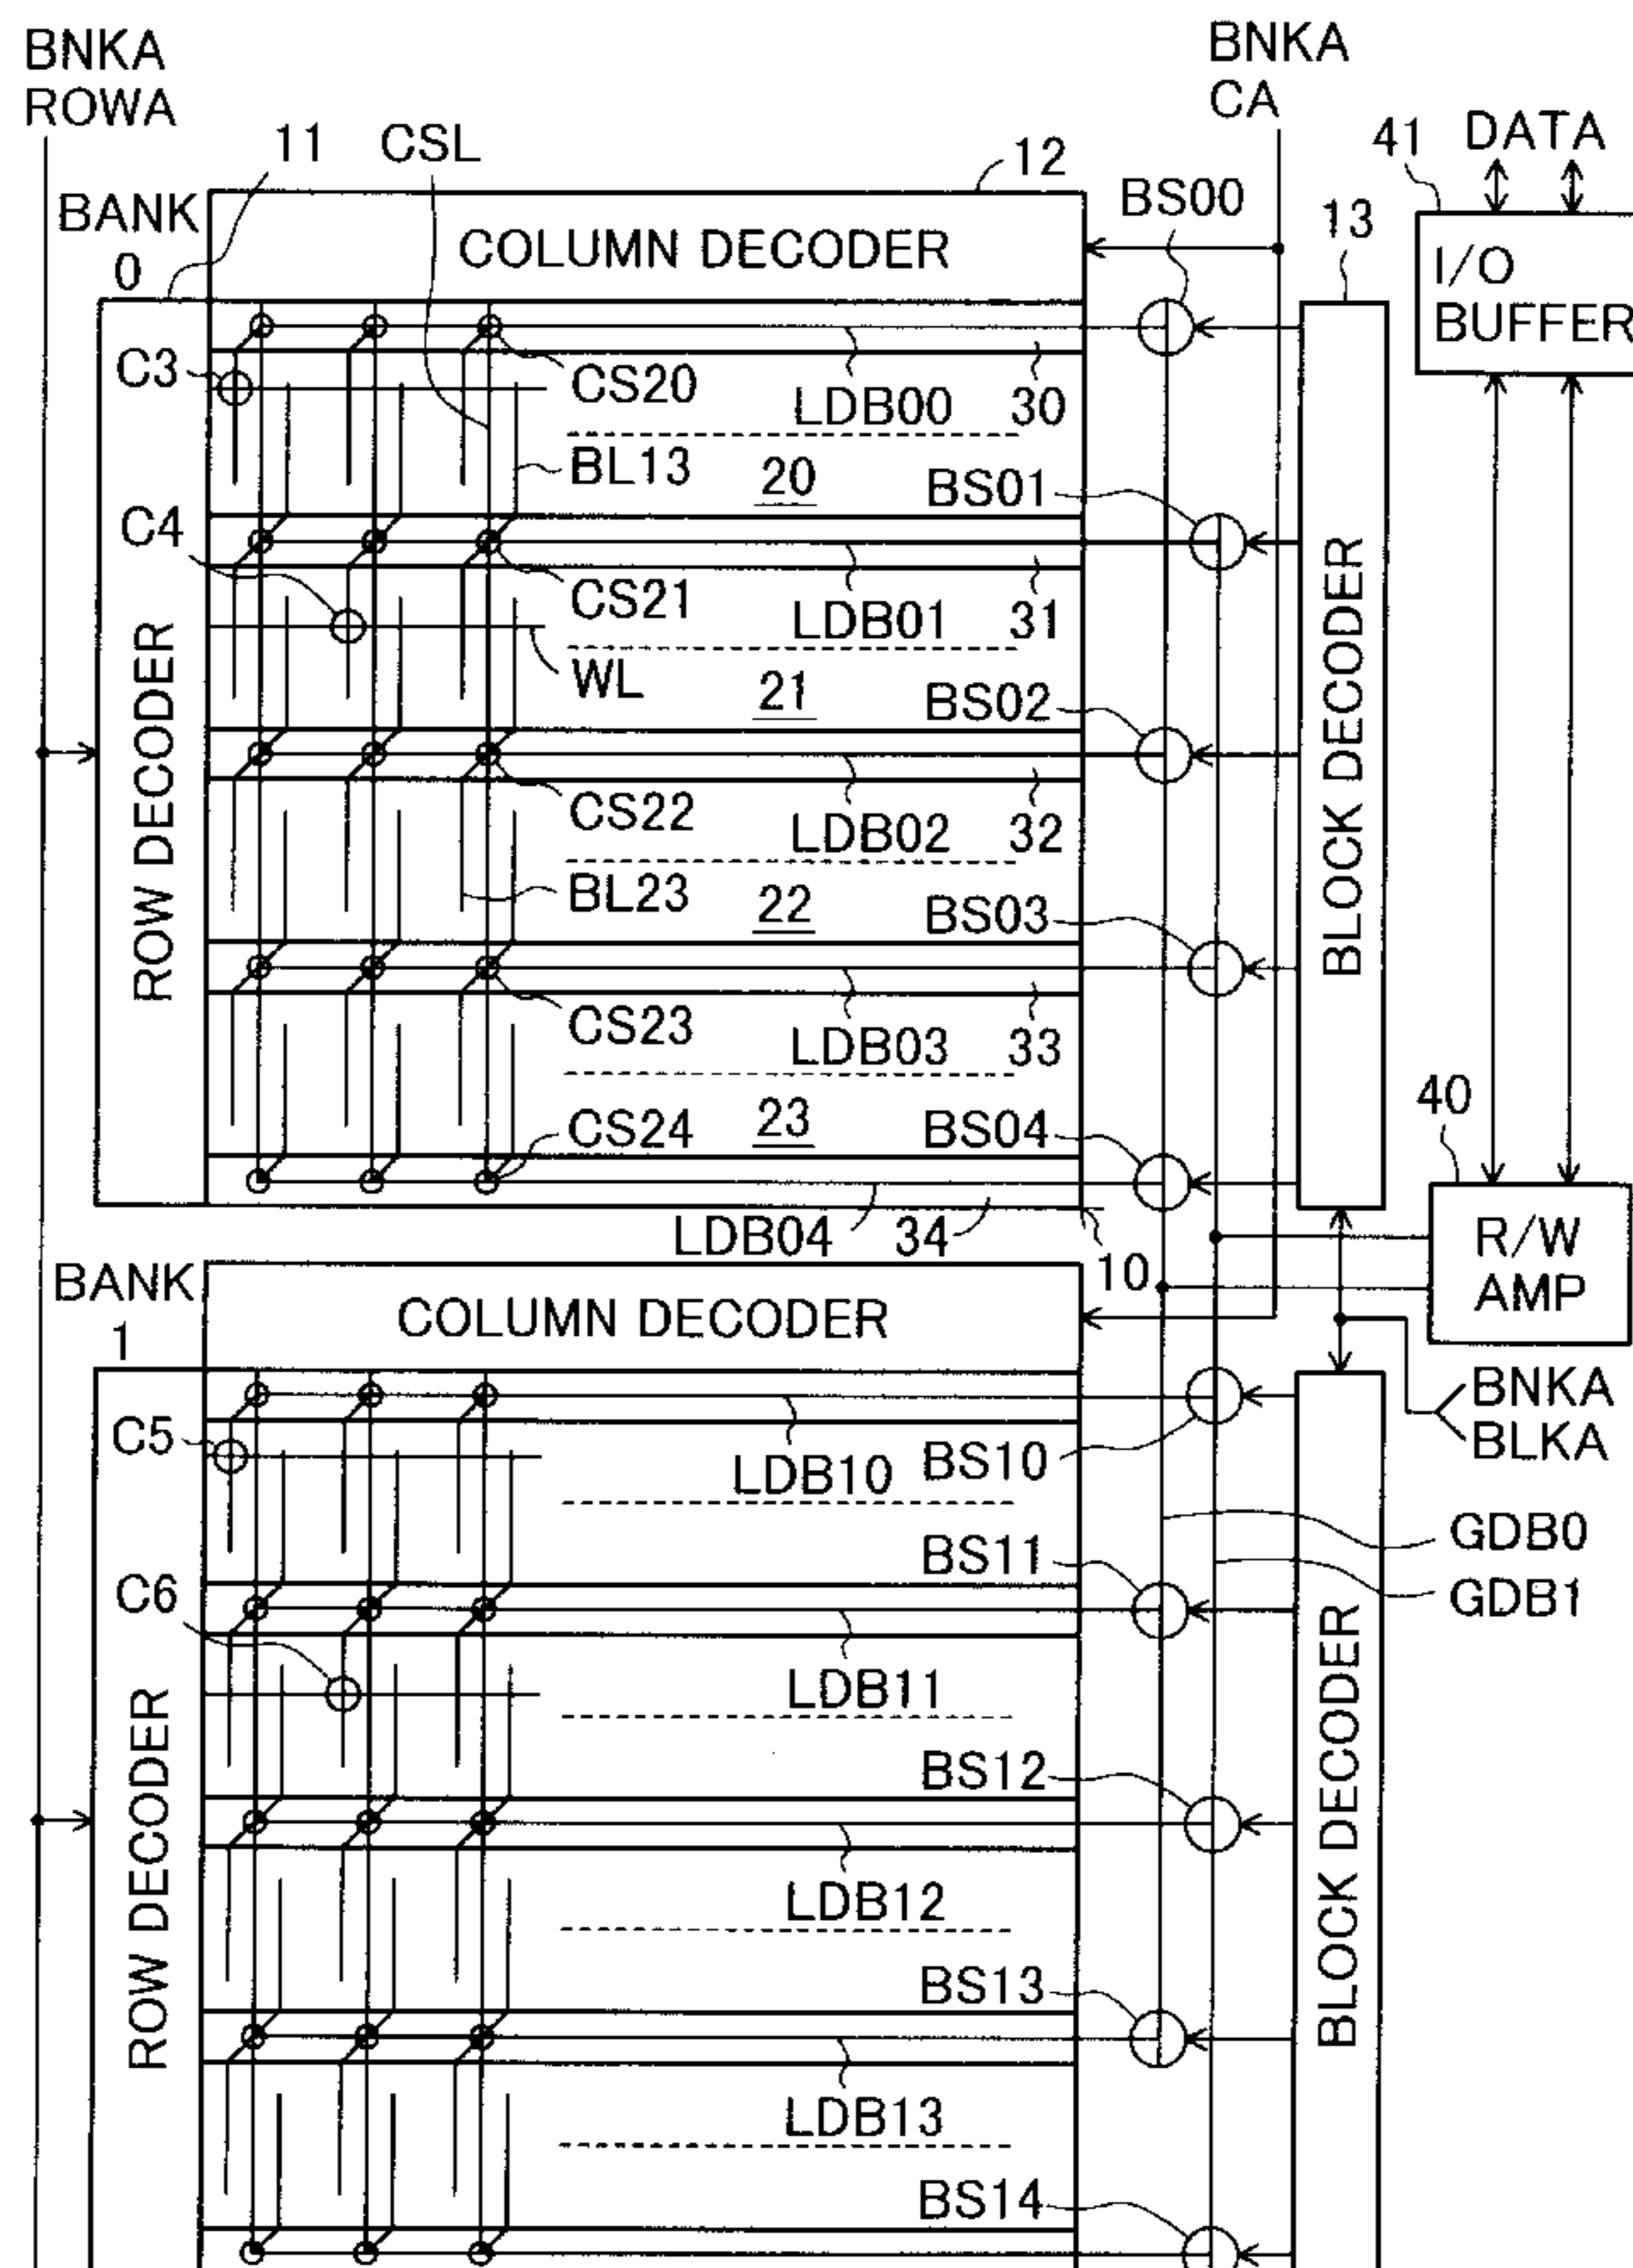 BNKA
ROWA
BNKA
CA
11
CSL
12
41
DATA
BANK
0
COLUMN DECODER
BS00
13
I/O
BUFFER
C3
CS20
LDB00
30
BL13
20
BS01
C4
CS21
LDB01
31
WL
21
BS02
ROW DECODER
BLOCK DECODER
CS22
LDB02
32
BL23
22
BS03
CS23
LDB03
33
CS24
23
BS04
40
R/W
AMP
LDB04
34
10
BANK
1
COLUMN DECODER
BNKA
BLKA
C5
LDB10
BS10
GDB0
BS11
GDB1
C6
LDB11
BS12
ROW DECODER
BLOCK DECODER
LDB12
BS13
LDB13
BS14